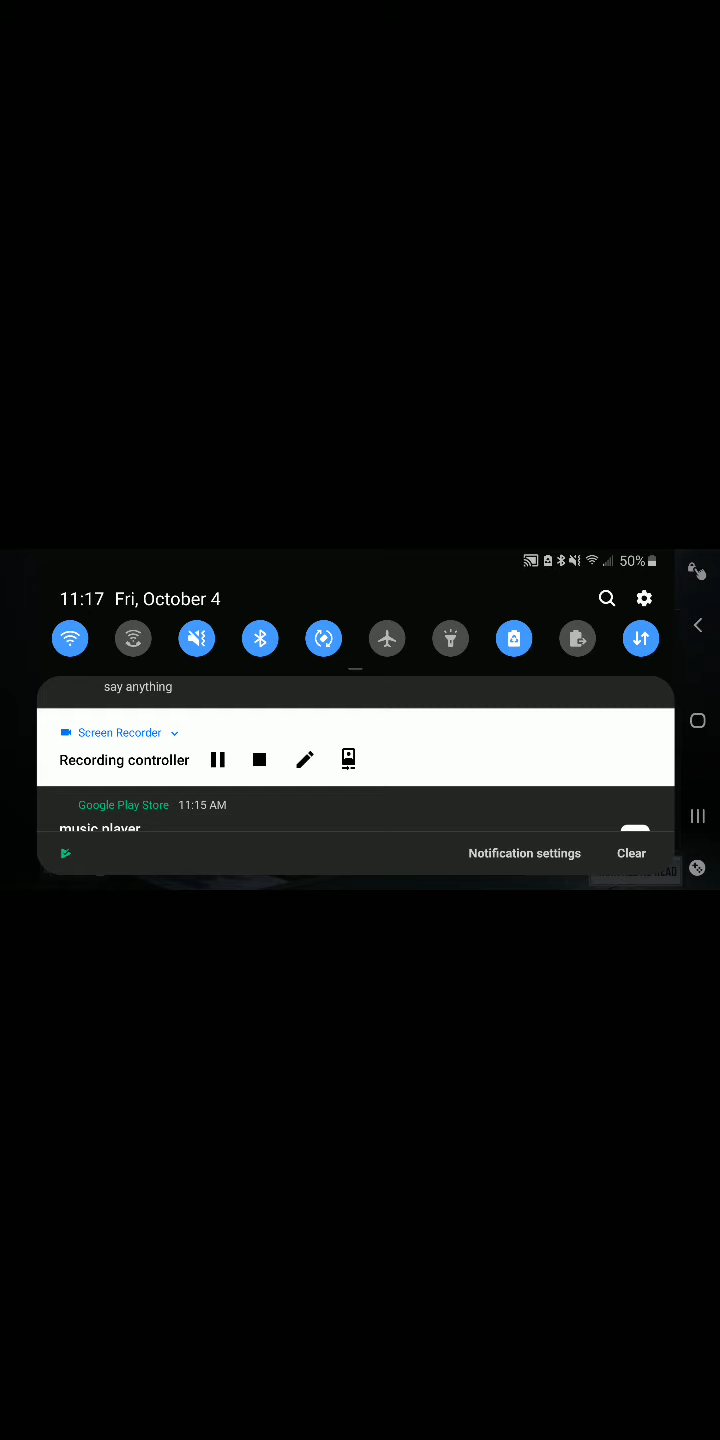 50%
11:17 Fri, October 4
say anything
Screen Recorder
Recording controller
Google Play Store 11:15 AM
music player
Notification settings Clear